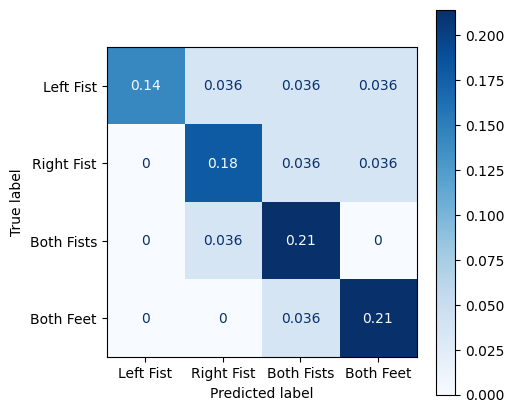 Left Fist 0.14 0.036 0.036 0.036
Right Fist 0 0.18 0.036 0.036
Both Fists 0 0.036 0.21 0
Both Feet 0 0 0.036 0.21
Left Fist Right Fist Both Fists Both Feet
Predicted label
True label
0.200
0.175
0.150
0.125
0.100
0.075
0.050
0.025
0.000